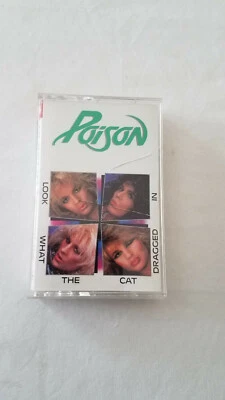 Poison
LOOK
WHAT
THE CAT
DRAGGED
IN